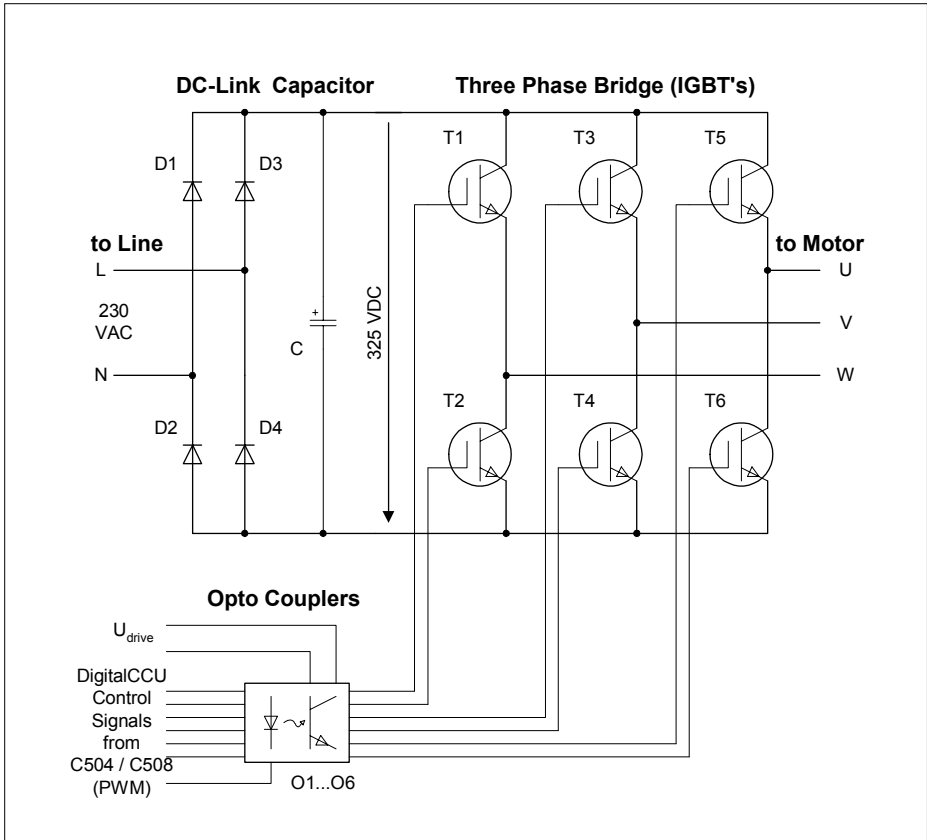 DC-Link Capacitor
Three Phase Bridge (IGBT's)
T1
T3
T5
D1
D3
to Line
to Motor
L
U
230
VAC
+
C
325 VDC
V
N
W
T2
T4
T6
D2
D4
Opto Couplers
Udrive
DigitalCCU
Control
Signals
from
C504 / C508
(PWM)
O1...O6